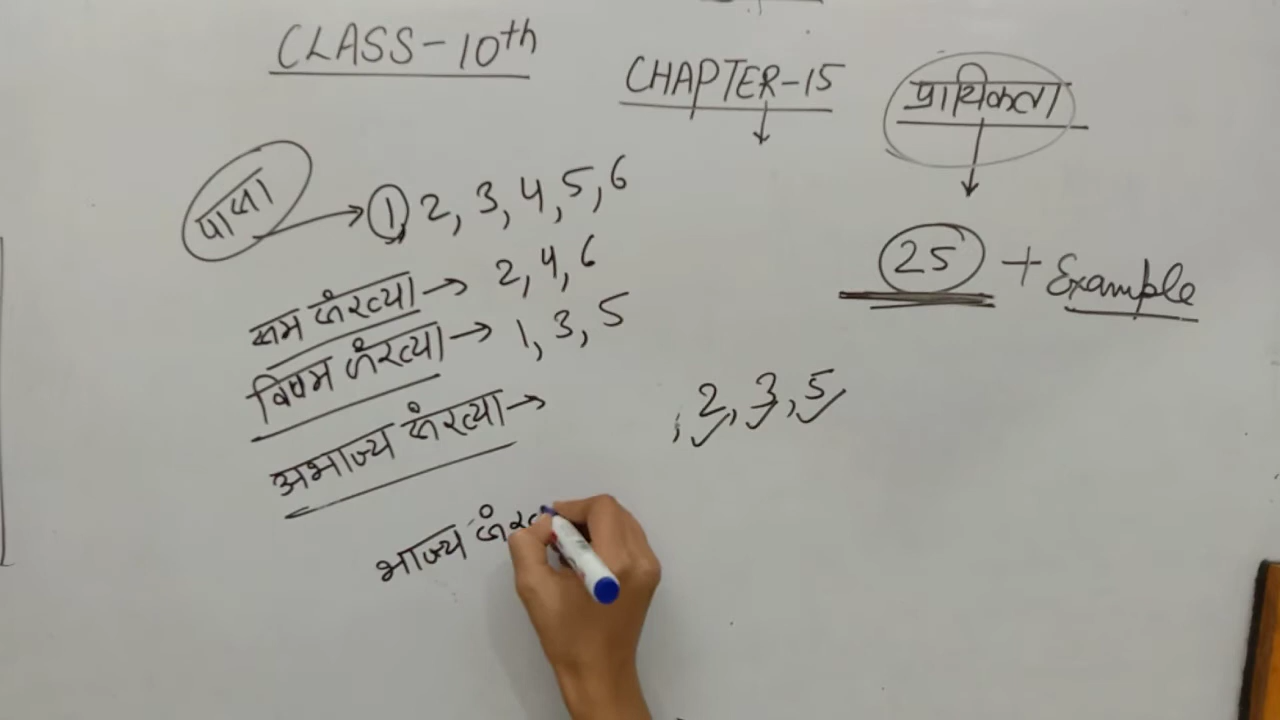 CLASS-10th
CHAPTER-15
प्रायिकता
पासा → 1, 2, 3, 4, 5, 6
25 + Example
सम संख्या → 2, 4, 6
विषम संख्या → 1, 3, 5
अभाज्य संख्या → , 2, 3, 5
भाज्य संख